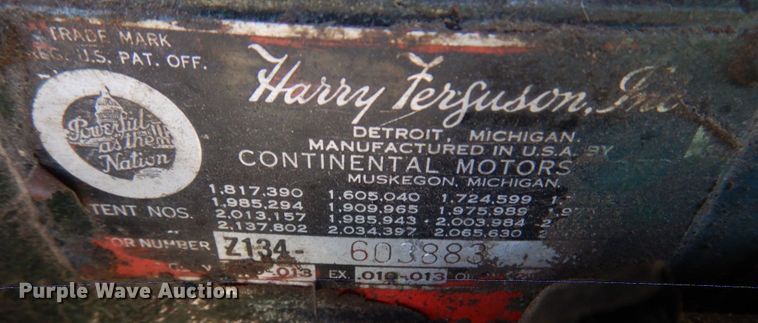 TRADE MARK
REG. U.S. PAT. OFF.
Powerful
as the
Nation
Harry Ferguson, Inc.
DETROIT, MICHIGAN.
MANUFACTURED IN U.S.A. BY
CONTINENTAL MOTORS
MUSKEGON, MICHIGAN.
1,817,390 1,605,040 1,724,599
1,985,294 1,909,965 1,975,989
TENT NOS. 2,013,157 1,985,943 2,003,984
2,137,802 2,034,397 2,065,630
OR NUMBER Z134- 603883
-013 EX. .010-.013
Purple Wave Auction